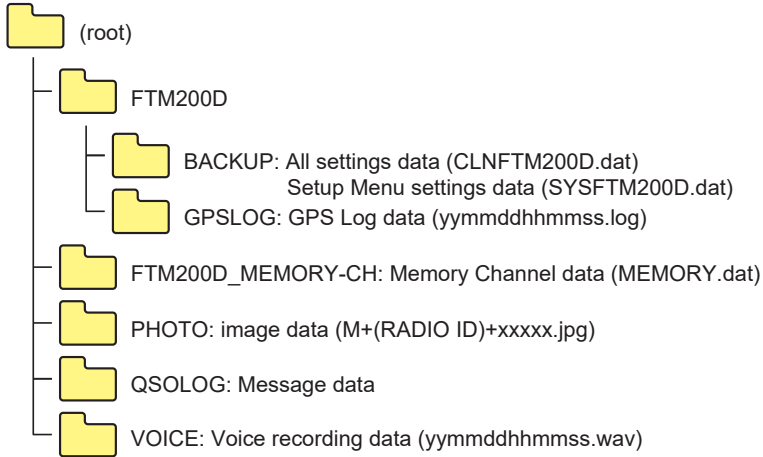 (root)
FTM200D
BACKUP: All settings data (CLNFTM200D.dat)
Setup Menu settings data (SYSFTM200D.dat)
GPSLOG: GPS Log data (yymmddhhmmss.log)
FTM200D_MEMORY-CH: Memory Channel data (MEMORY.dat)
PHOTO: image data (M+(RADIO ID)+xxxxx.jpg)
QSOLOG: Message data
VOICE: Voice recording data (yymmddhhmmss.wav)